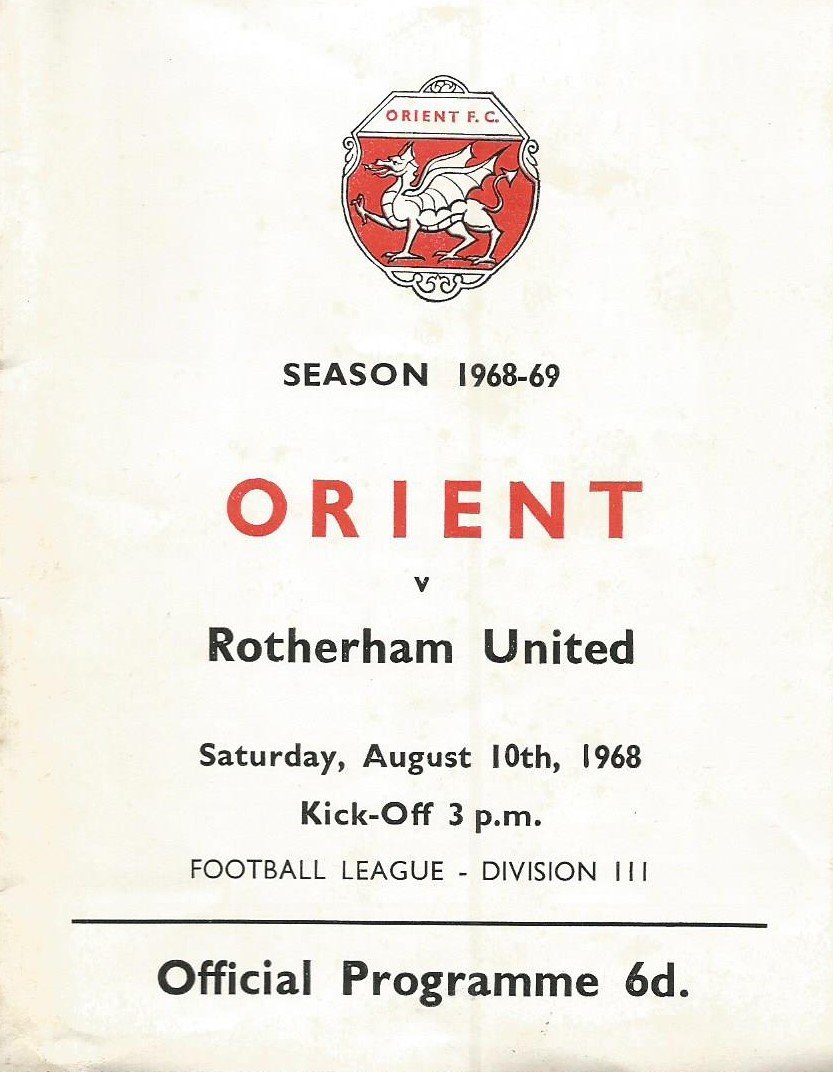 ORIENT F.C.
SEASON 1968-69
ORIENT
v
Rotherham United
Saturday, August 10th, 1968
Kick-Off 3 p.m.
FOOTBALL LEAGUE - DIVISION III
Official Programme 6d.